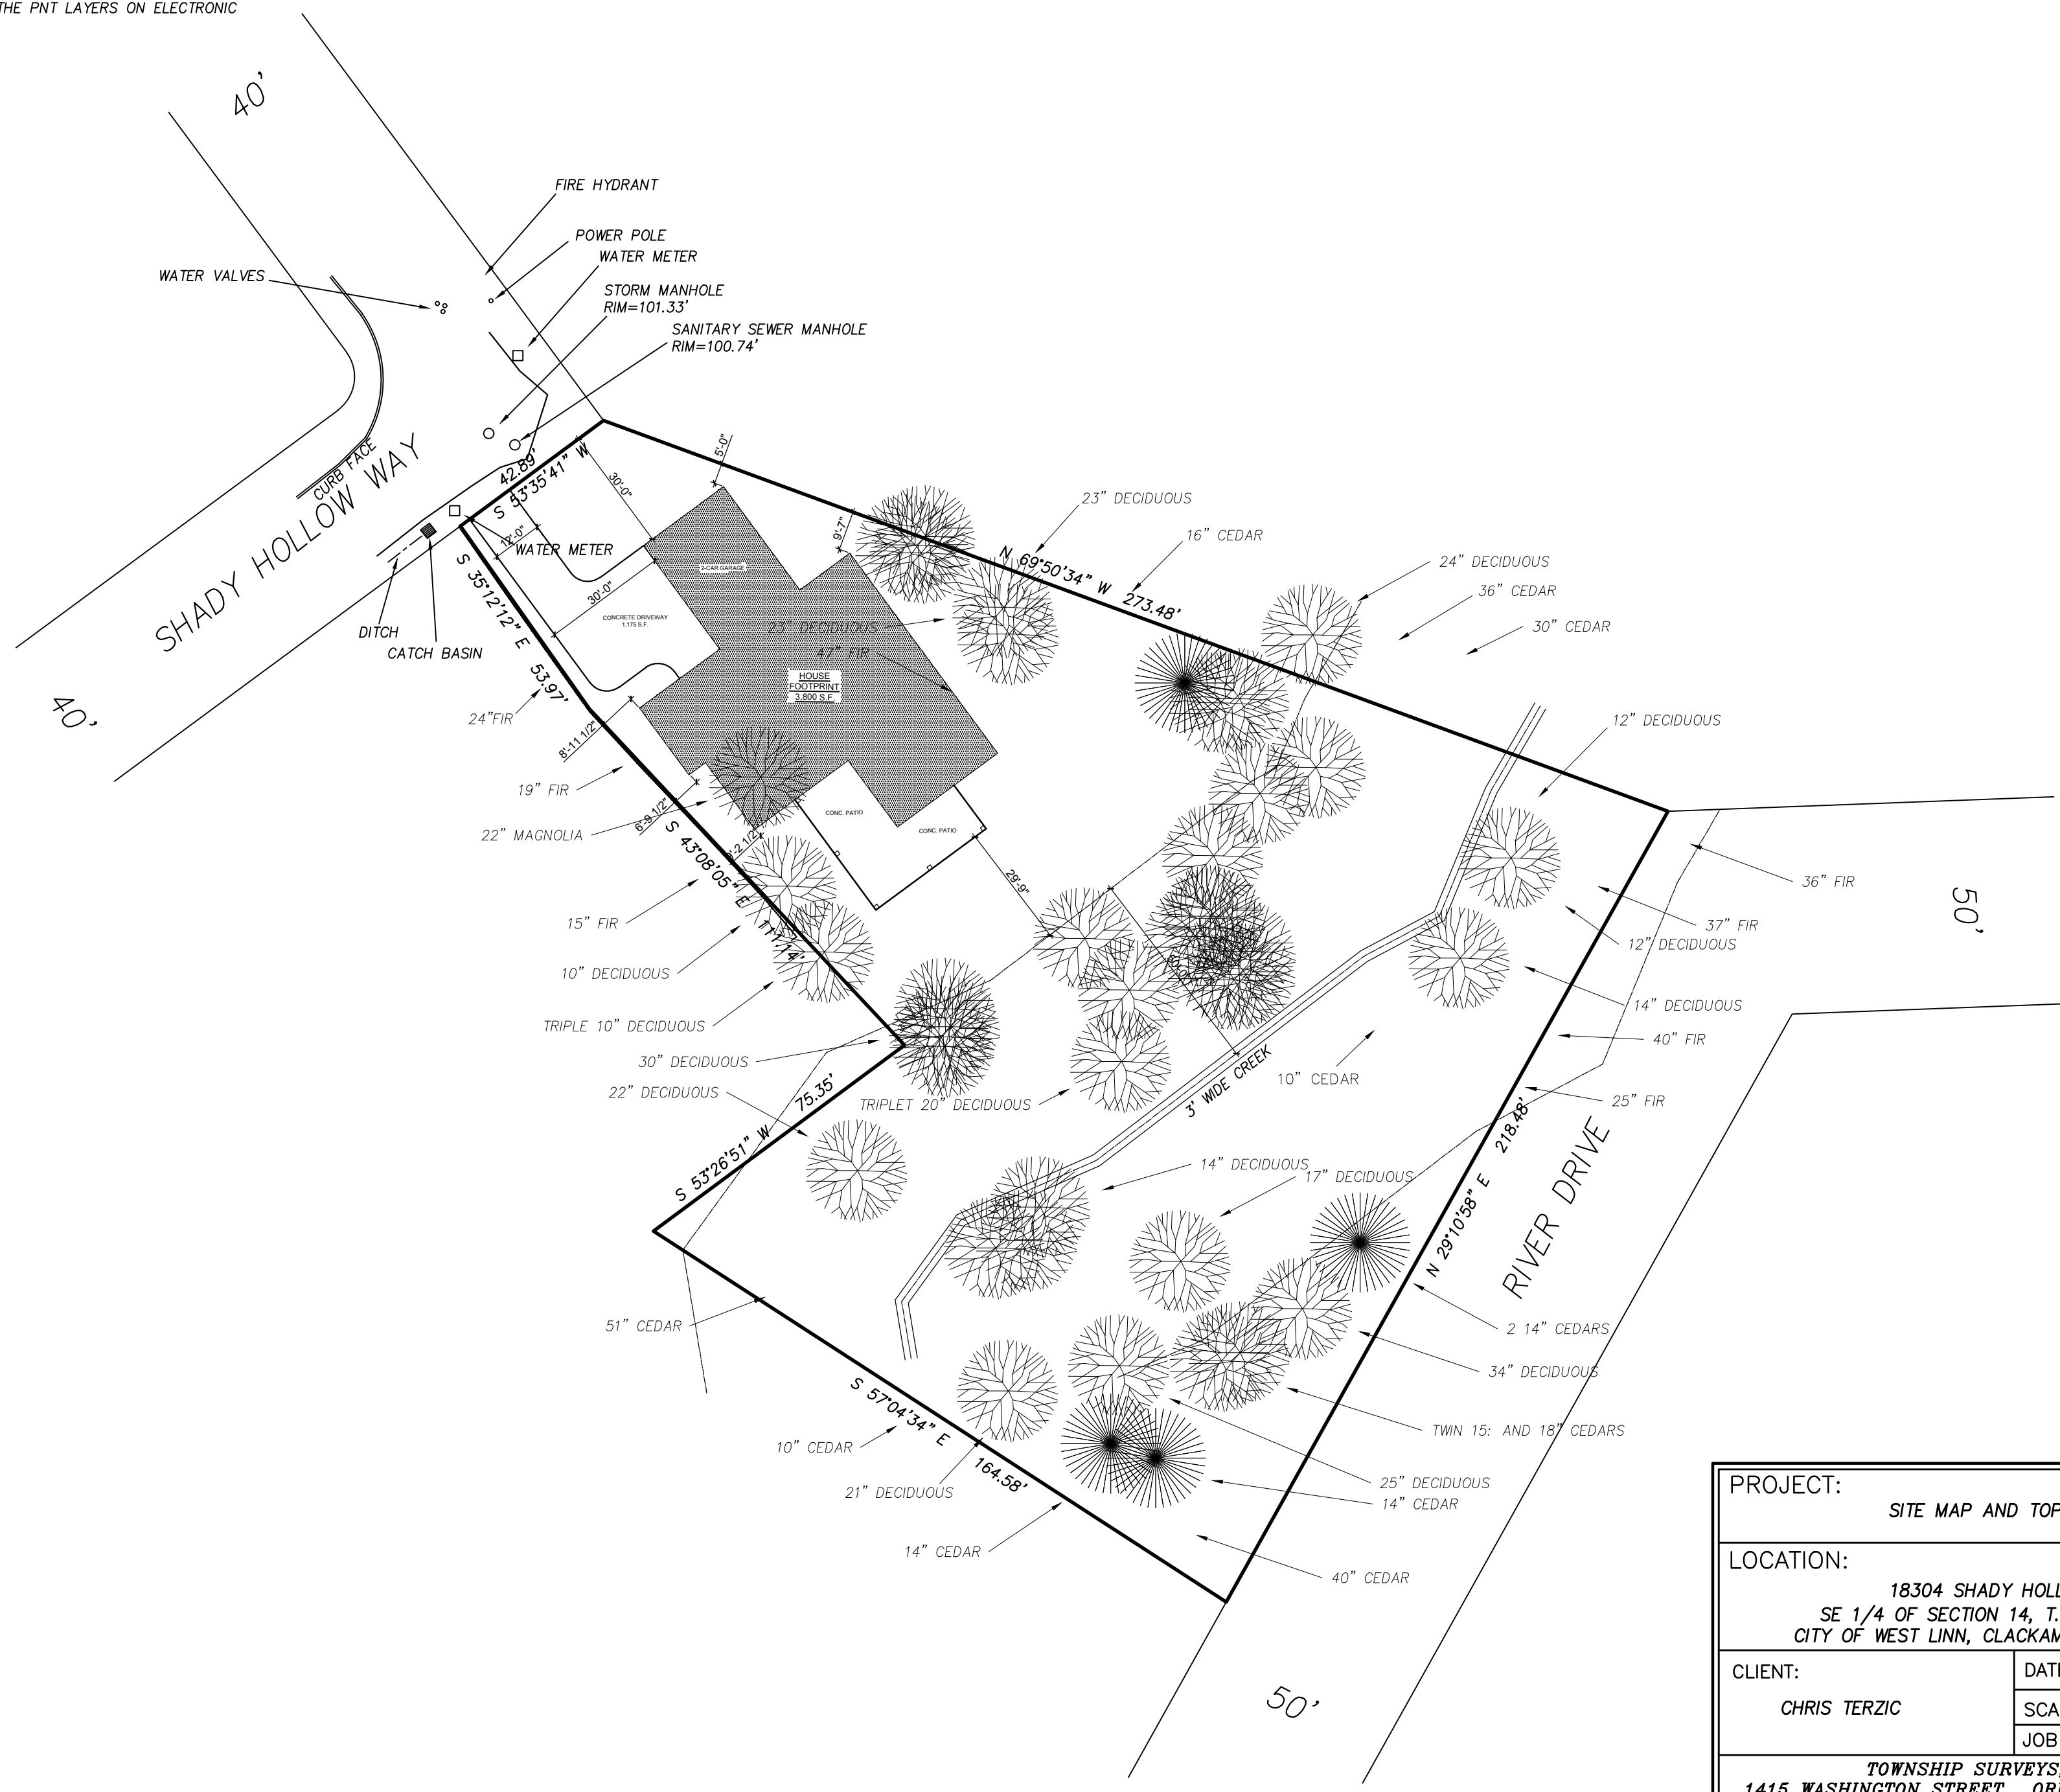 THE PNT LAYERS ON ELECTRONIC
40'
FIRE HYDRANT
POWER POLE
WATER METER
WATER VALVES
STORM MANHOLE
RIM=101.33'
SANITARY SEWER MANHOLE
RIM=100.74'
CURB FACE
SHADY HOLLOW WAY
40'
42.89'
S 53°35'41" W
12'-0"
WATER METER
30'-0"
5'-0"
9'-7"
DITCH
CATCH BASIN
S 35°12'12" E 53.97'
30'-0"
2-CAR GARAGE
CONCRETE DRIVEWAY
1,175 S.F.
23" DECIDUOUS
47" FIR
HOUSE
FOOTPRINT
3,800 S.F.
N 69°50'34" W 273.48'
23" DECIDUOUS
16" CEDAR
24" DECIDUOUS
36" CEDAR
30" CEDAR
12" DECIDUOUS
24"FIR
8'-11 1/2"
19" FIR
6'-9 1/2"
22" MAGNOLIA
CONC. PATIO
CONC. PATIO
29'-9"
S 43°08'05" E
15" FIR
10" DECIDUOUS
TRIPLE 10" DECIDUOUS
30" DECIDUOUS
22" DECIDUOUS
TRIPLET 20" DECIDUOUS
3' WIDE CREEK
10" CEDAR
36" FIR
50'
37" FIR
12" DECIDUOUS
14" DECIDUOUS
40" FIR
25" FIR
N 29°10'58" E 218.48'
RIVER DRIVE
S 53°26'51" W 75.35'
14" DECIDUOUS
17" DECIDUOUS
51" CEDAR
2 14" CEDARS
34" DECIDUOUS
TWIN 15: AND 18" CEDARS
25" DECIDUOUS
14" CEDAR
S 57°04'34" E 164.58'
10" CEDAR
21" DECIDUOUS
14" CEDAR
40" CEDAR
50'
PROJECT:
SITE MAP AND TOP
LOCATION:
18304 SHADY HOLL
SE 1/4 OF SECTION 14, T.
CITY OF WEST LINN, CLACKAM
CLIENT:
CHRIS TERZIC
DAT
SCA
JOB
TOWNSHIP SURVEYS
1415 WASHINGTON STREET